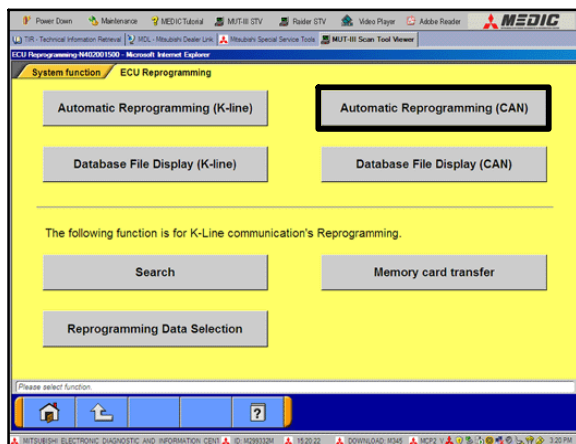 Power Down Maintenance MEDIC Tutorial MUT-III STV Raider STV Video Player Adobe Reader MEDIC
TIR - Technical Information Retrieval MDL - Mitsubishi Dealer Link Mitsubishi Special Service Tools MUT-III Scan Tool Viewer
ECU Reprogramming-N402001500 - Microsoft Internet Explorer
System function ECU Reprogramming
Automatic Reprogramming (K-line) Automatic Reprogramming (CAN)
Database File Display (K-line) Database File Display (CAN)
The following function is for K-Line communication's Reprogramming.
Search Memory card transfer
Reprogramming Data Selection
Please select function.
?
MITSUBISHI ELECTRONIC DIAGNOSTIC AND INFORMATION CENT ID: M299332M 15:20:22 DOWNLOAD: M345 MCP2 V 3:20 PM